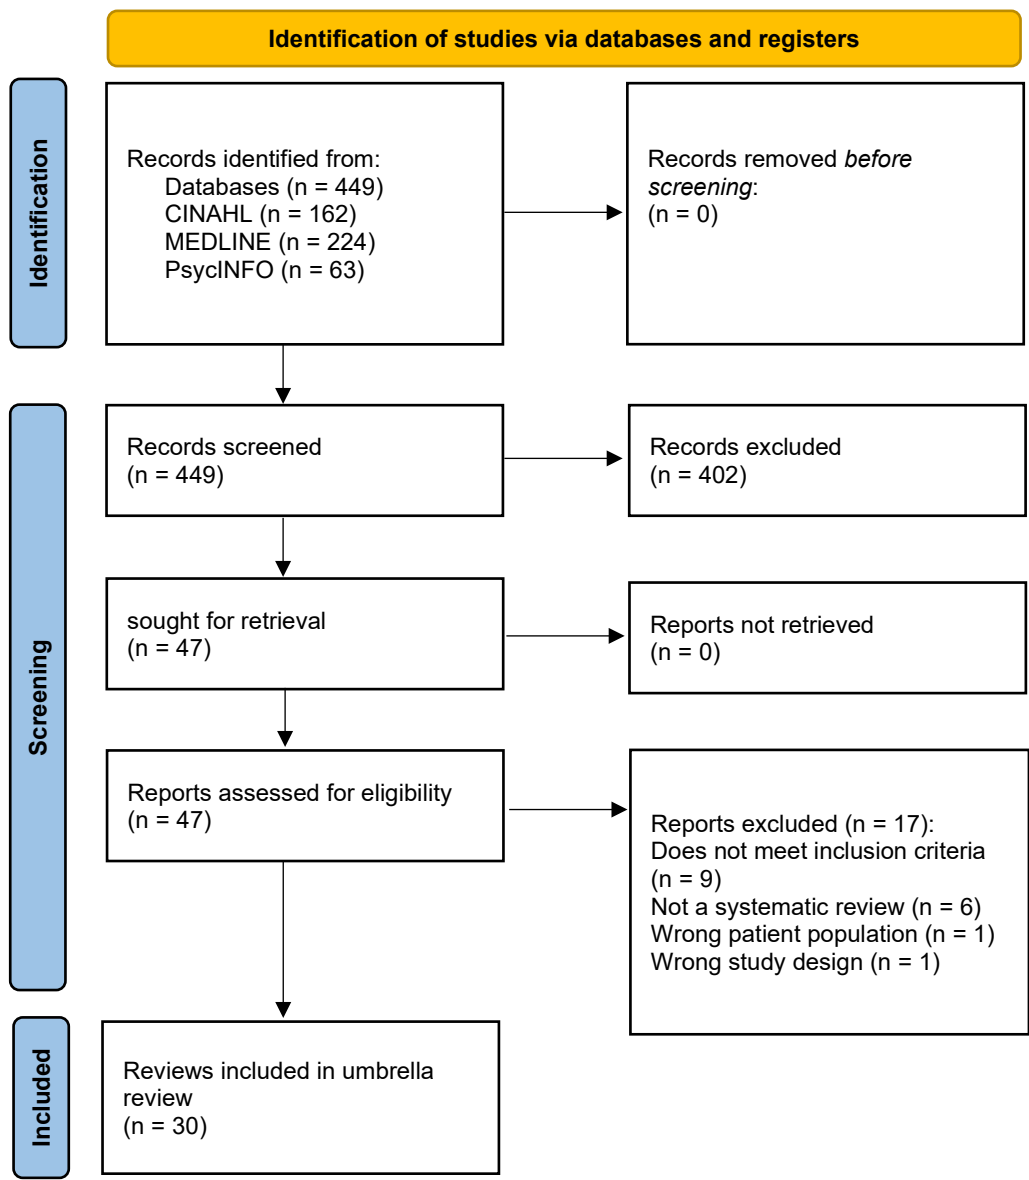 Identification of studies via databases and registers
Identification
Records identified from:
Databases (n = 449)
CINAHL (n = 162)
MEDLINE (n = 224)
PsycINFO (n = 63)
Records removed before
screening:
(n = 0)
Screening
Records screened
(n = 449)
Records excluded
(n = 402)
sought for retrieval
(n = 47)
Reports not retrieved
(n = 0)
Reports assessed for eligibility
(n = 47)
Reports excluded (n = 17):
Does not meet inclusion criteria
(n = 9)
Not a systematic review (n = 6)
Wrong patient population (n = 1)
Wrong study design (n = 1)
Included
Reviews included in umbrella
review
(n = 30)